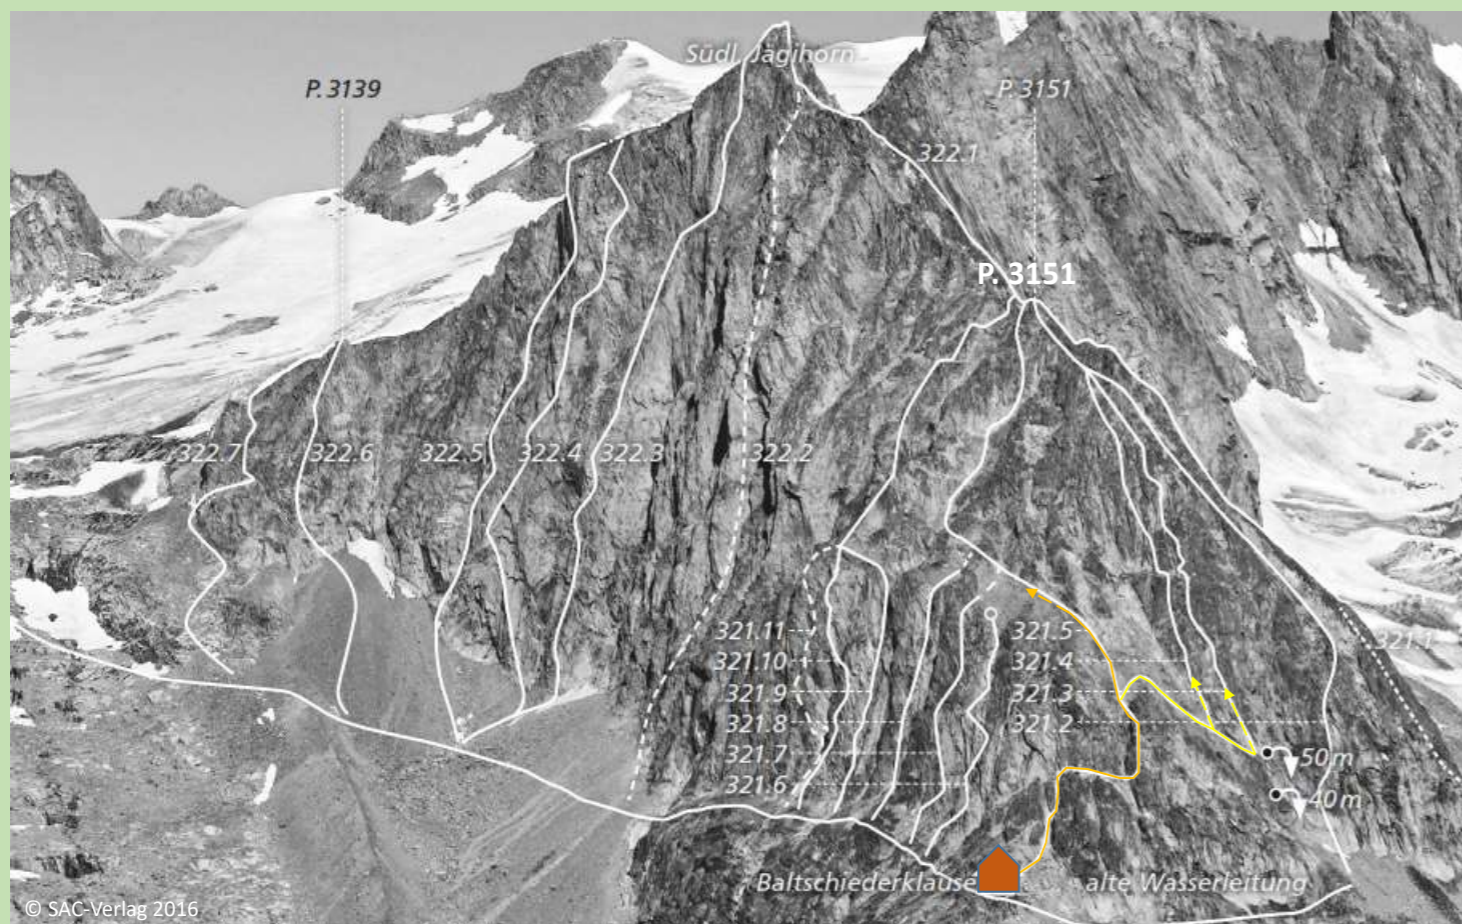 Südl. Jägihorn
P. 3139
P. 3151
322.1
P. 3151
322.7
322.6
322.5
322.4
322.3
322.2
321.11
321.10
321.9
321.8
321.7
321.6
321.5
321.4
321.3
321.2
321.1
50 m
40 m
Baltschiederklause
alte Wasserleitung
© SAC-Verlag 2016